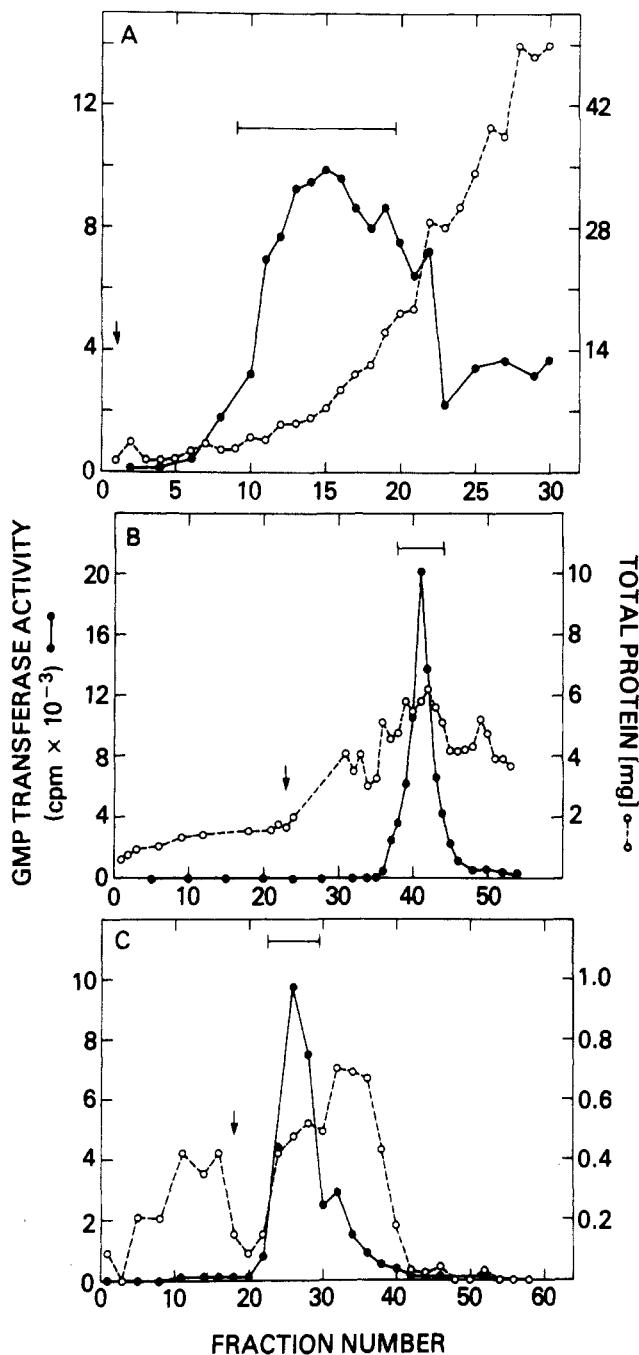 A
12
8
4
0
42
28
14
0 5 10 15 20 25 30
B
20
16
12
8
4
0
10
8
6
4
2
0 10 20 30 40 50
C
10
8
6
4
2
0
1.0
0.8
0.6
0.4
0.2
0 10 20 30 40 50 60
GMP TRANSFERASE ACTIVITY
(cpm × 10⁻³)
TOTAL PROTEIN [mg]
FRACTION NUMBER